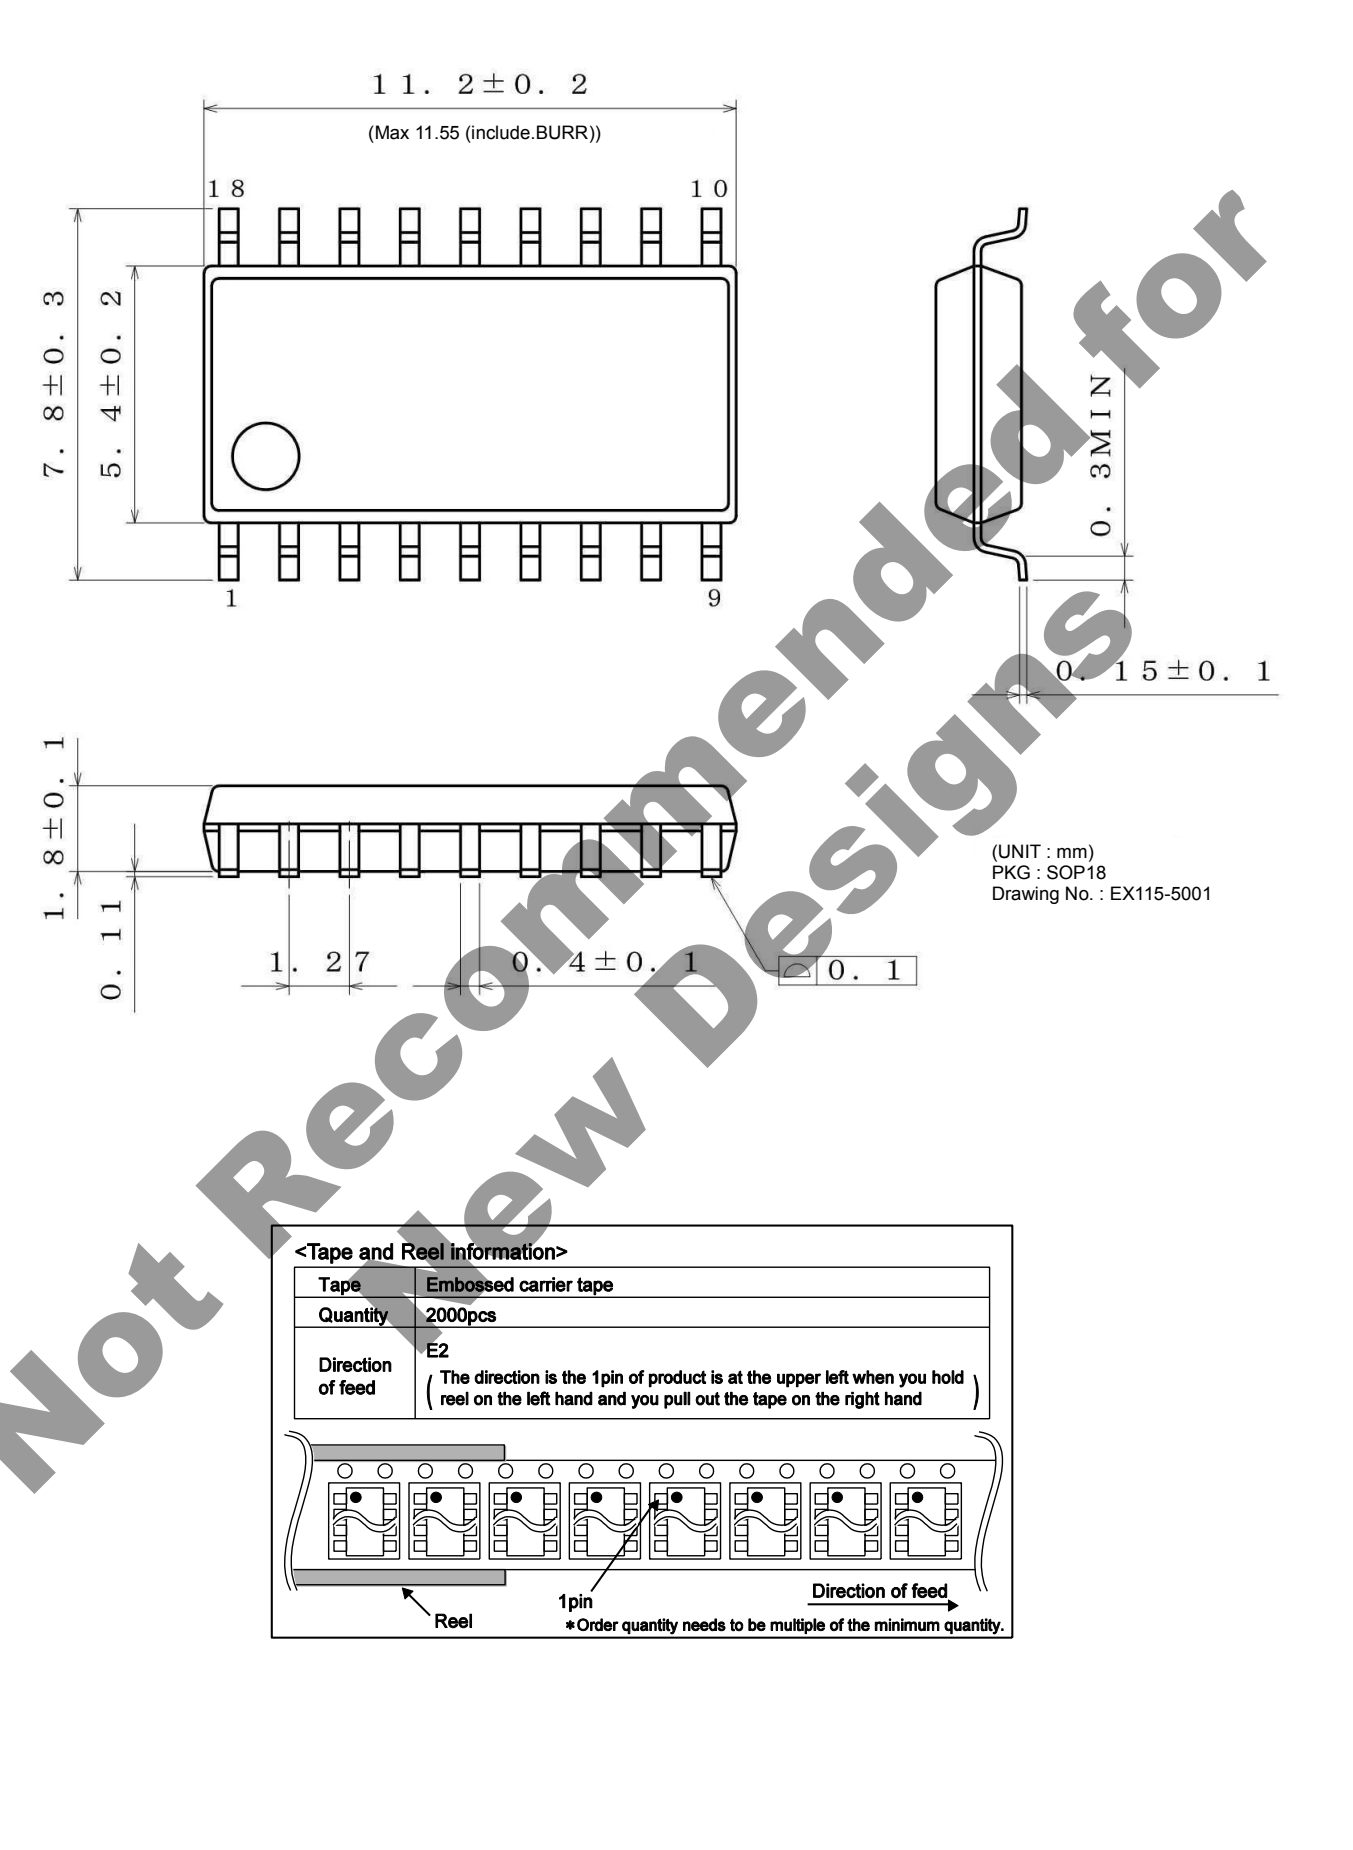 11.2±0.2
(Max 11.55 (include.BURR))
18
10
7.8±0.3
5.4±0.2
1
9
0.3MIN
0.15±0.1
1.8±0.1
0.11
1.27
0.4±0.1
0.1
(UNIT : mm)
PKG : SOP18
Drawing No. : EX115-5001
Not Recommended for
New Designs
<Tape and Reel information>
Tape Embossed carrier tape
Quantity 2000pcs
Direction of feed
E2
( The direction is the 1pin of product is at the upper left when you hold
reel on the left hand and you pull out the tape on the right hand )
1pin
Direction of feed
Reel
*Order quantity needs to be multiple of the minimum quantity.